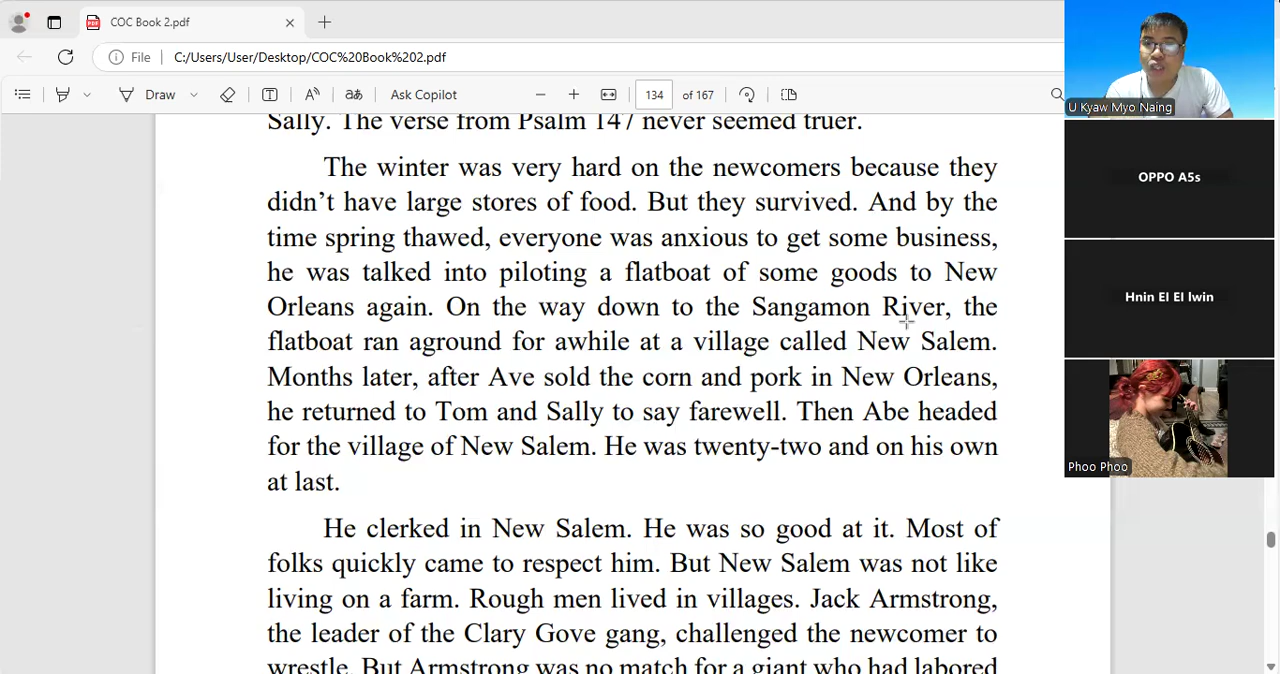 COC Book 2.pdf
File C:/Users/User/Desktop/COC%20Book%202.pdf
Draw Ask Copilot 134 of 167
Sally. The verse from Psalm 147 never seemed truer.
The winter was very hard on the newcomers because they
didn’t have large stores of food. But they survived. And by the
time spring thawed, everyone was anxious to get some business,
he was talked into piloting a flatboat of some goods to New
Orleans again. On the way down to the Sangamon River, the
flatboat ran aground for awhile at a village called New Salem.
Months later, after Ave sold the corn and pork in New Orleans,
he returned to Tom and Sally to say farewell. Then Abe headed
for the village of New Salem. He was twenty-two and on his own
at last.
He clerked in New Salem. He was so good at it. Most of
folks quickly came to respect him. But New Salem was not like
living on a farm. Rough men lived in villages. Jack Armstrong,
the leader of the Clary Gove gang, challenged the newcomer to
wrestle. But Armstrong was no match for a giant who had labored
U Kyaw Myo Naing
OPPO A5s
Hnin EI EI lwin
Phoo Phoo